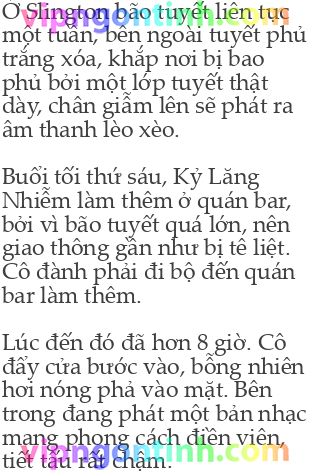 Ở Slington bão tuyết liên tục
một tuần, bên ngoài tuyết phủ
trắng xóa, khắp nơi bị bao
phủ bởi một lớp tuyết thật
dày, chân giẫm lên sẽ phát ra
âm thanh lèo xèo.
Buổi tối thứ sáu, Kỷ Lăng
Nhiễm làm thêm ở quán bar,
bởi vì bão tuyết quá lớn, nên
giao thông gần như bị tê liệt.
Cô đành phải đi bộ đến quán
bar làm thêm.
Lúc đến đó đã hơn 8 giờ. Cô
đẩy cửa bước vào, bỗng nhiên
hơi nóng phả vào mặt. Bên
trong đang phát một bản nhạc
mang phong cách điền viên,
tiết tấu rất chậm.
vipngontinh.com
vipngontinh.com